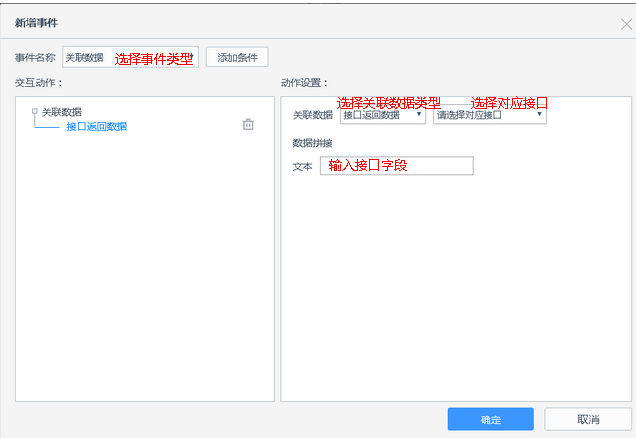 新增事件
事件名称 关联数据 选择事件类型 添加条件
交互动作： 动作设置：
选择关联数据类型 选择对应接口
关联数据 关联数据 接口返回数据 请选择对应接口
接口返回数据
数据拼接
文本 输入接口字段
确定 取消